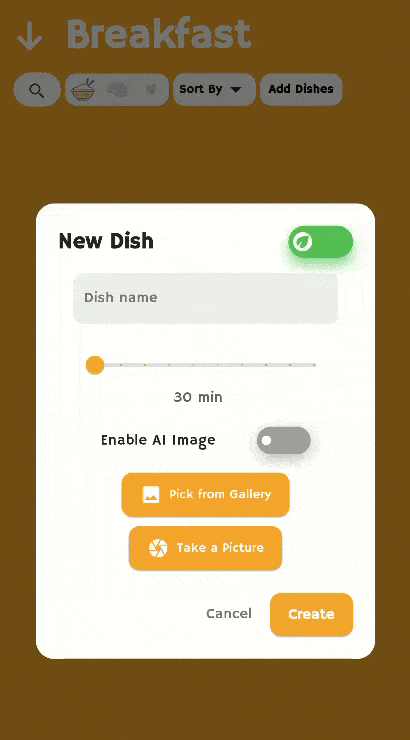 Breakfast
Sort By Add Dishes
New Dish
Dish name
30 min
Enable AI Image
Pick from Gallery
Take a Picture
Cancel Create